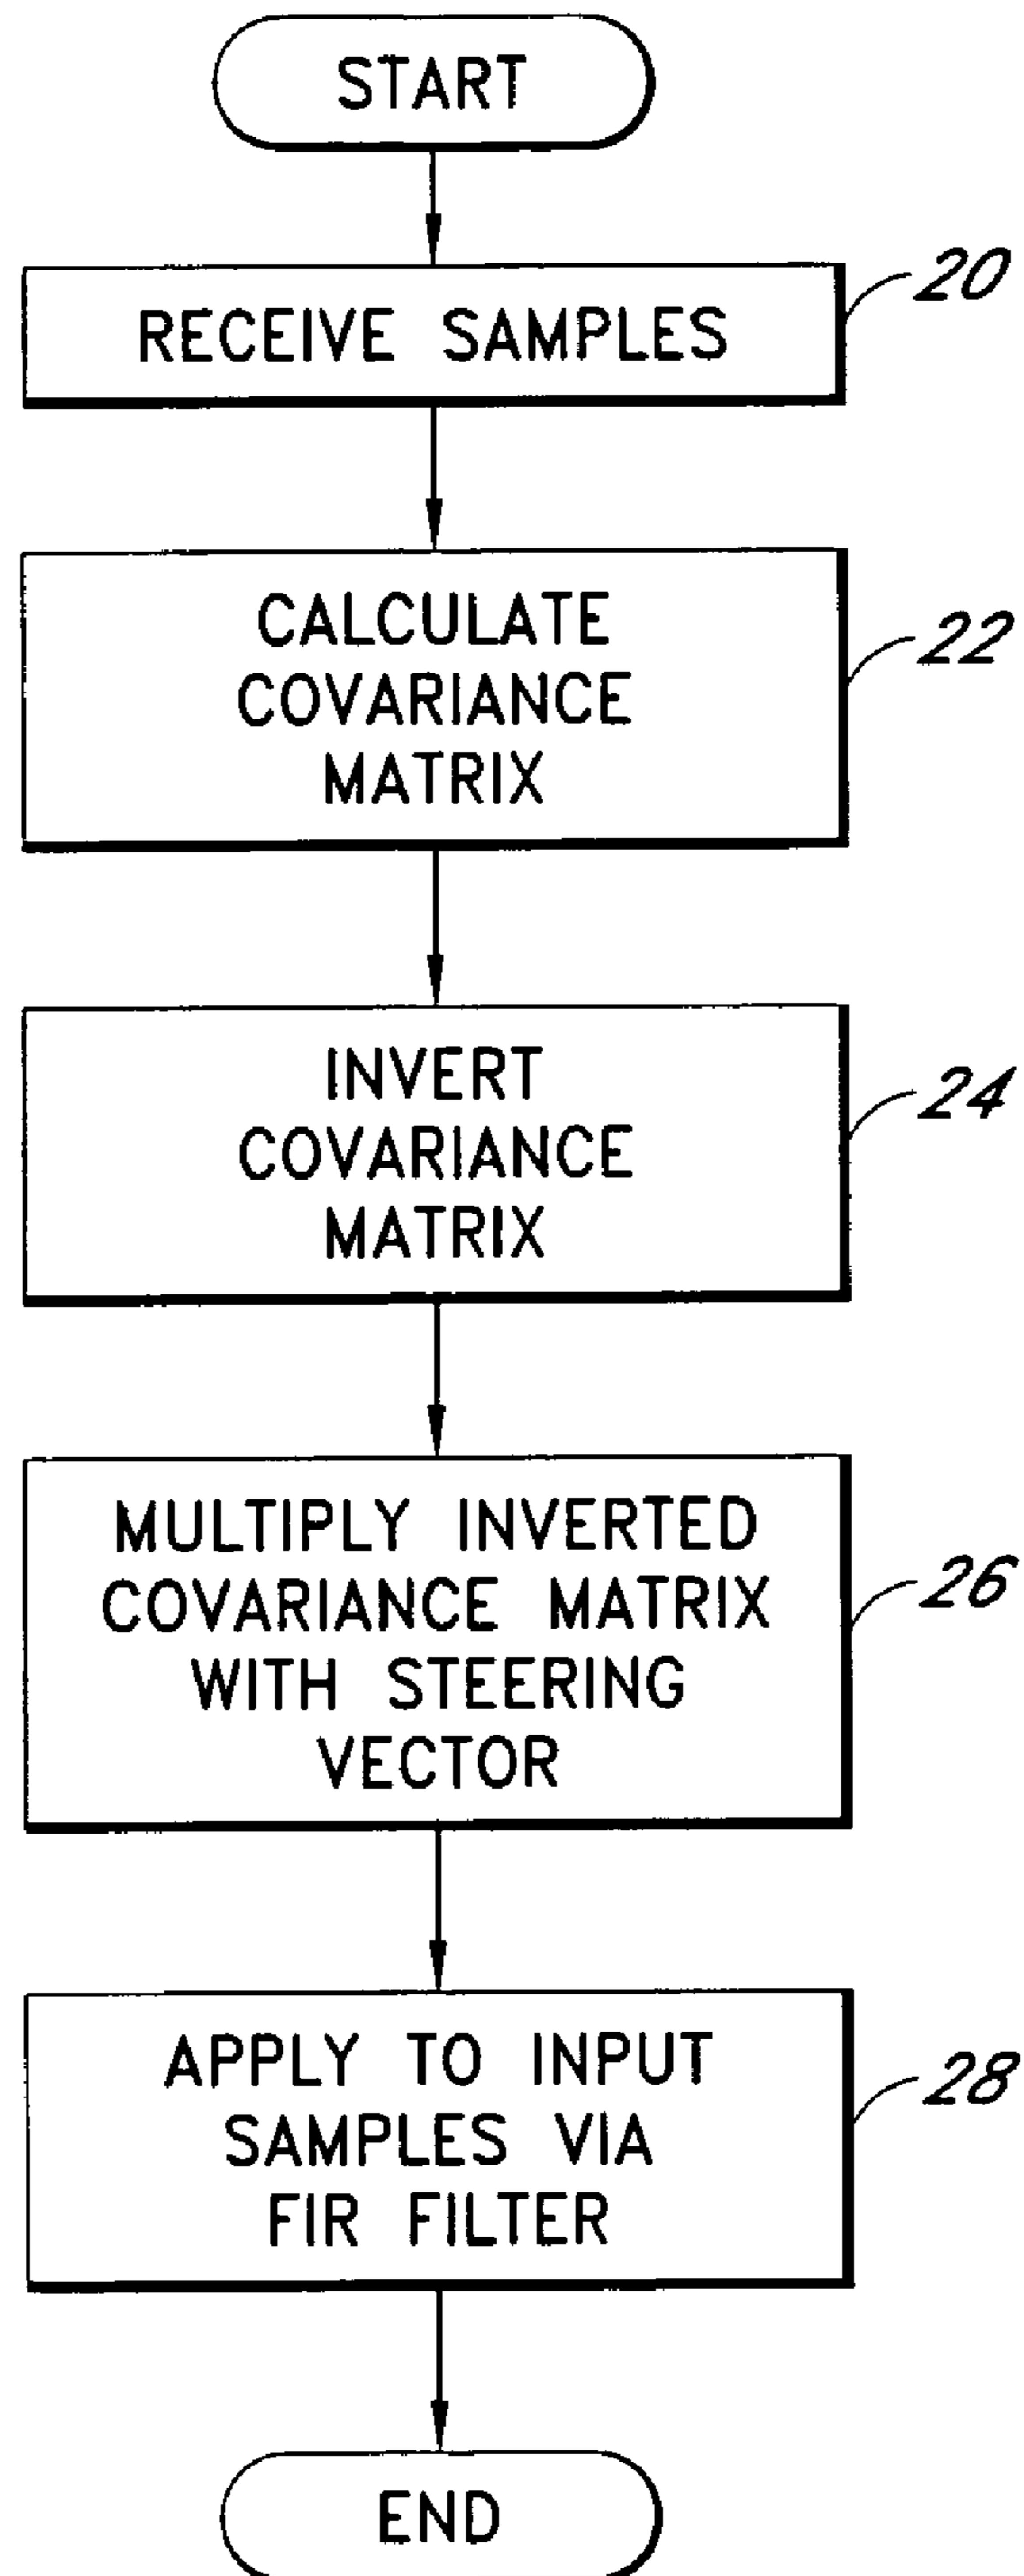 START
20
RECEIVE SAMPLES
22
CALCULATE
COVARIANCE
MATRIX
24
INVERT
COVARIANCE
MATRIX
26
MULTIPLY INVERTED
COVARIANCE MATRIX
WITH STEERING
VECTOR
28
APPLY TO INPUT
SAMPLES VIA
FIR FILTER
END